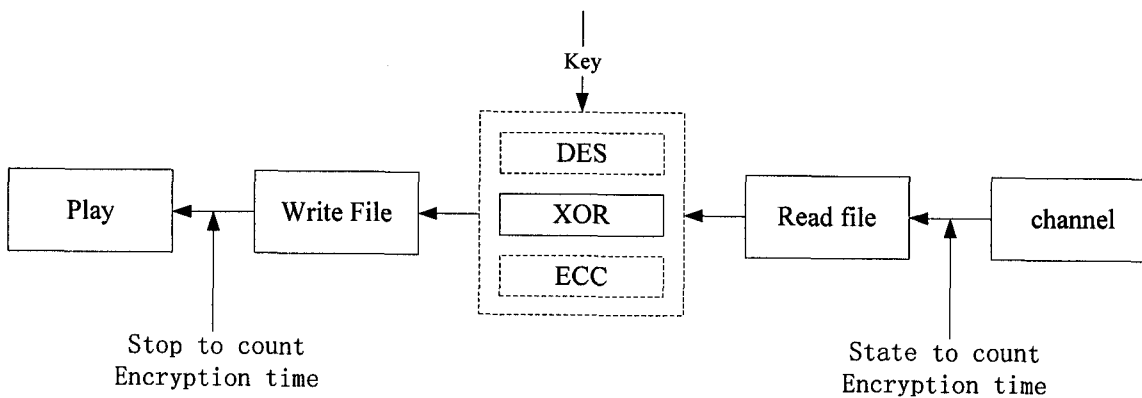 Key
DES
Play
Write File
XOR
Read file
channel
ECC
Stop to count
Encryption time
State to count
Encryption time